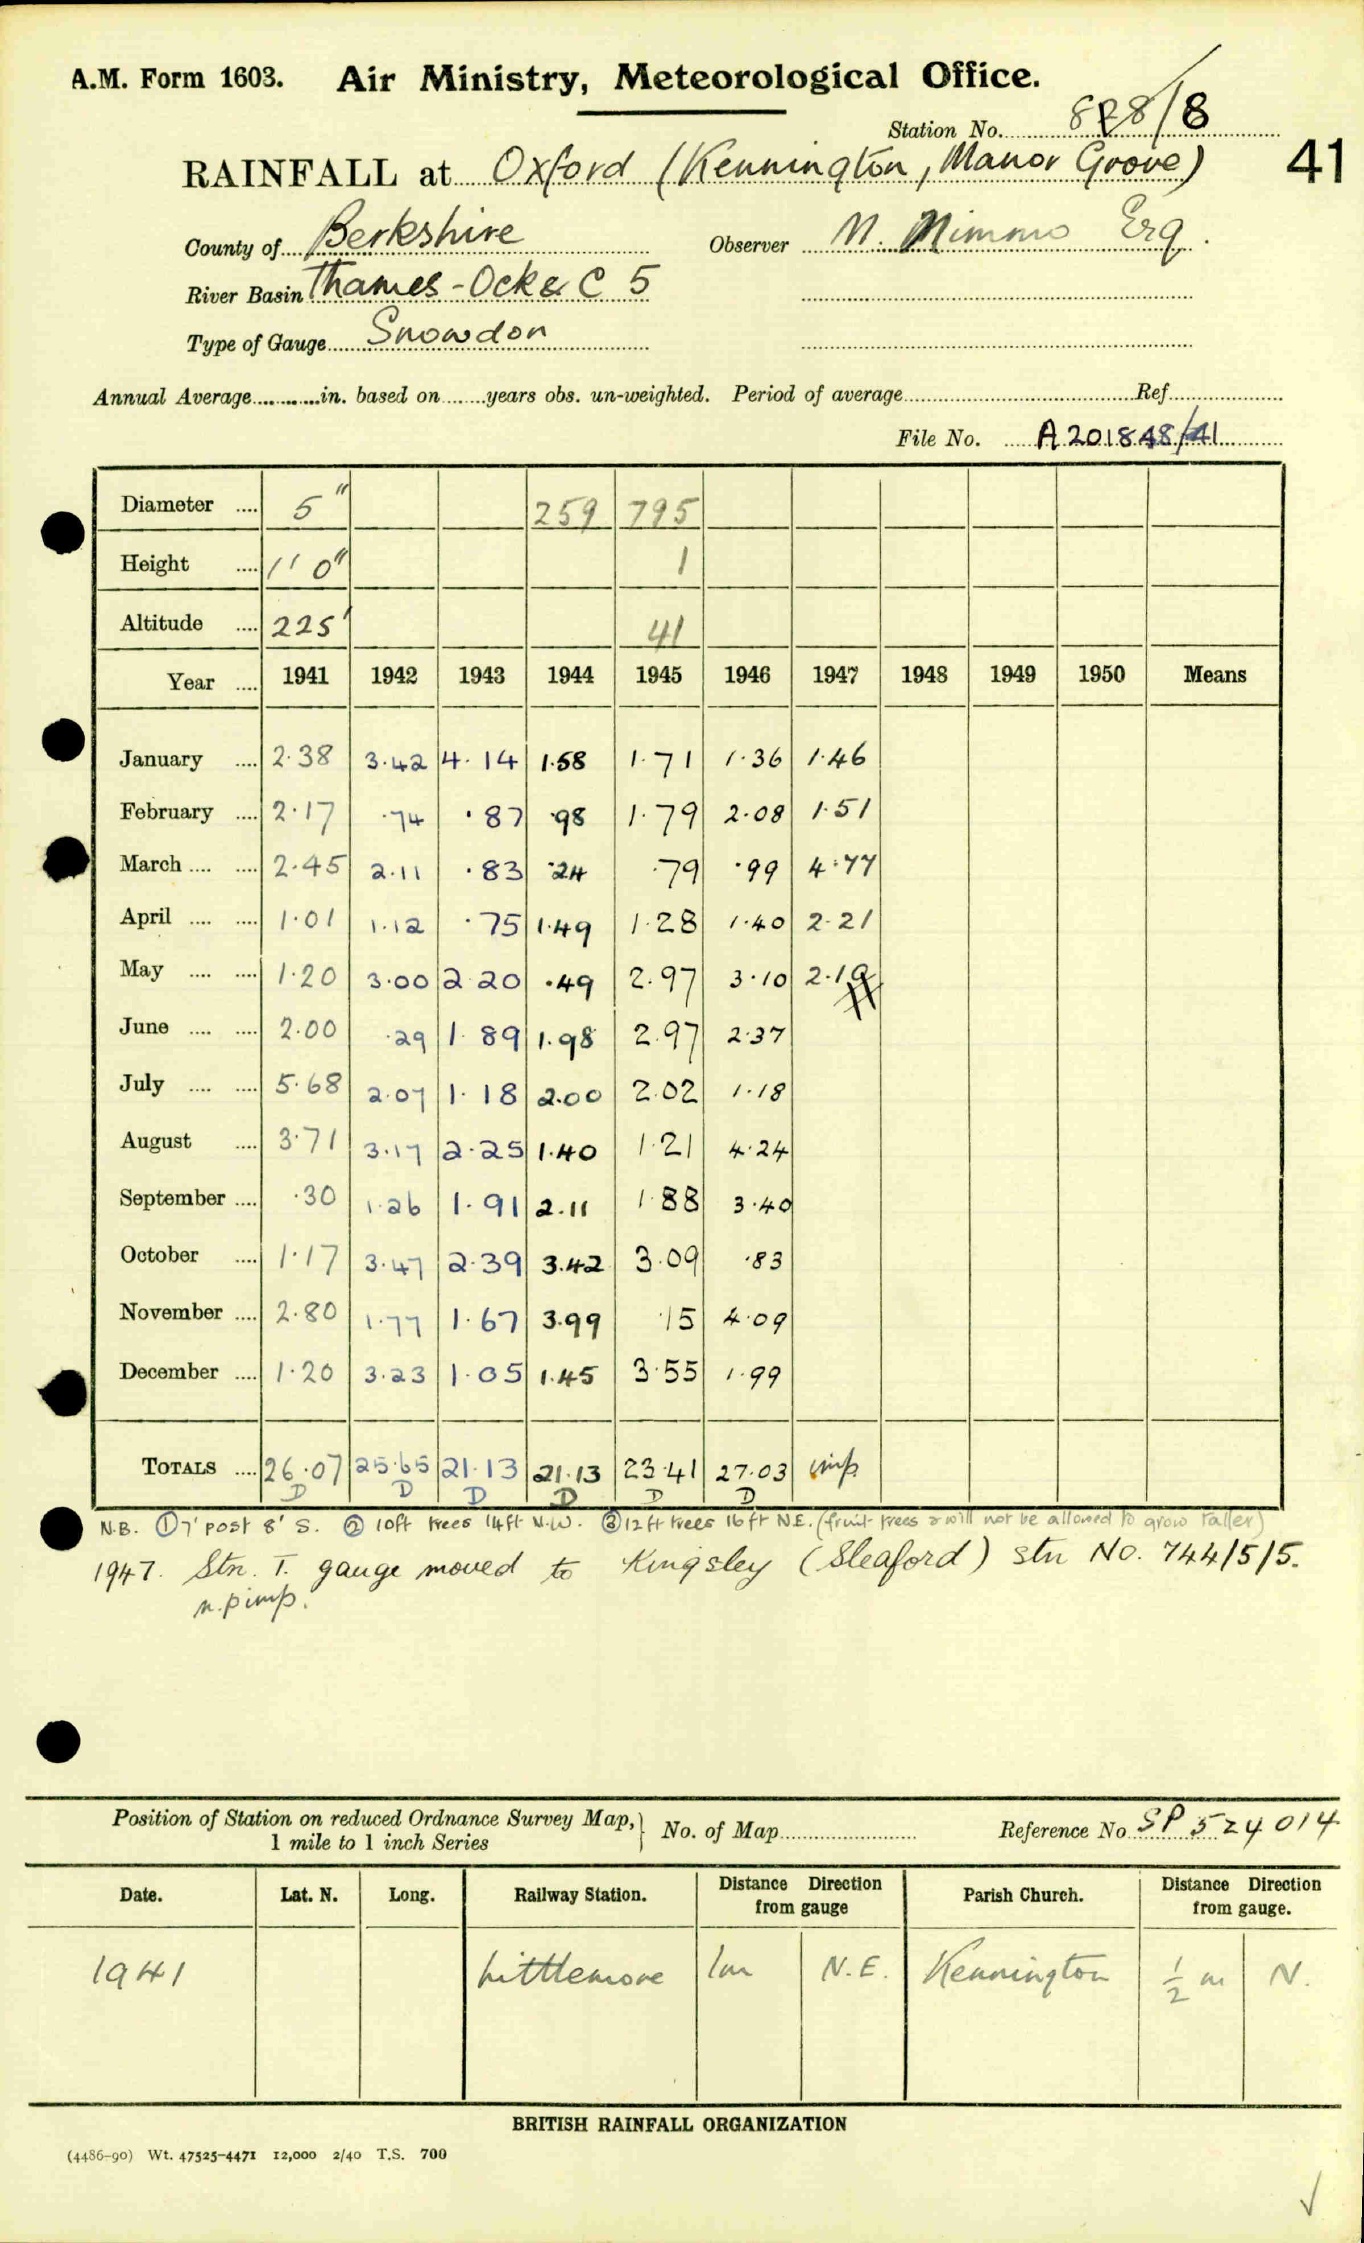 A.M. Form 1603. Air Ministry, Meteorological Office.
Station No. 828/8
41
RAINFALL at Oxford (Kennington, Manor Grove)
County of Berkshire Observer N. Nimmo Esq.
River Basin Thames - Ock &c 5
Type of Gauge Snowdon
Annual Average in. based on years obs. un-weighted. Period of average Ref.
File No. A201848/41
Diameter 5" 259 795
Height 1' 0" 1
Altitude 225' 41
Year 1941 1942 1943 1944 1945 1946 1947 1948 1949 1950 Means
January 2.38 3.42 4.14 1.58 1.71 1.36 1.46
February 2.17 .74 .87 .98 1.79 2.08 1.51
March 2.45 2.11 .83 .24 .79 .99 4.77
April 1.01 1.12 .75 1.49 1.28 1.40 2.21
May 1.20 3.00 2.20 .49 2.97 3.10 2.19
June 2.00 .29 1.89 1.98 2.97 2.37
July 5.68 2.07 1.18 2.00 2.02 1.18
August 3.71 3.17 2.25 1.40 1.21 4.24
September .30 1.26 1.91 2.11 1.88 3.40
October 1.17 3.47 2.39 3.42 3.09 .83
November 2.80 1.77 1.67 3.99 .15 4.09
December 1.20 3.23 1.05 1.45 3.55 1.99
TOTALS 26.07 25.65 21.13 21.13 23.41 27.03 imp
D D D D D D
N.B. ① 7' post 8' S. ② 10ft trees 14ft N.W. ③ 12ft trees 16ft N.E. (fruit trees & will not be allowed to grow taller)
1947. Stn. T. gauge moved to Kingsley (Sleaford) stn No. 744/5/5.
n.p imp.
Position of Station on reduced Ordnance Survey Map, 1 mile to 1 inch Series No. of Map Reference No SP 524014
Date. Lat. N. Long. Railway Station. Distance Direction from gauge Parish Church. Distance Direction from gauge.
1941 Littlemore 1m N.E. Kennington ½ m N.
BRITISH RAINFALL ORGANIZATION
(4486-90) Wt. 47525-4471 12,000 2/40 T.S. 700